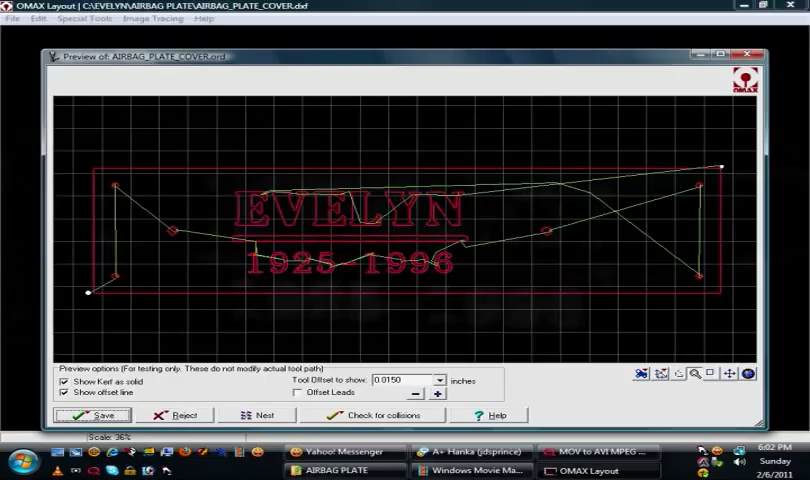 OMAX Layout | C:\EVELYN\AIRBAG PLATE\AIRBAG_PLATE_COVER.dxf
File Edit Special Tools Image Tracing Help
Preview of: AIRBAG_PLATE_COVER.ord
OMAX
EVELYN
1925-1996
Preview options (For testing only. These do not modify actual tool path)
Show Kerf as solid
Tool Offset to show: 0.0150 inches
Show offset line
Offset Leads
Save Reject Nest Check for collisions Help
Scale: 36%
Yahoo! Messenger A+ Hanka (jdsprince) MOV to AVI MPEG ... 6:02 PM
Sunday
AIRBAG PLATE Windows Movie Ma... OMAX Layout 2/6/2011